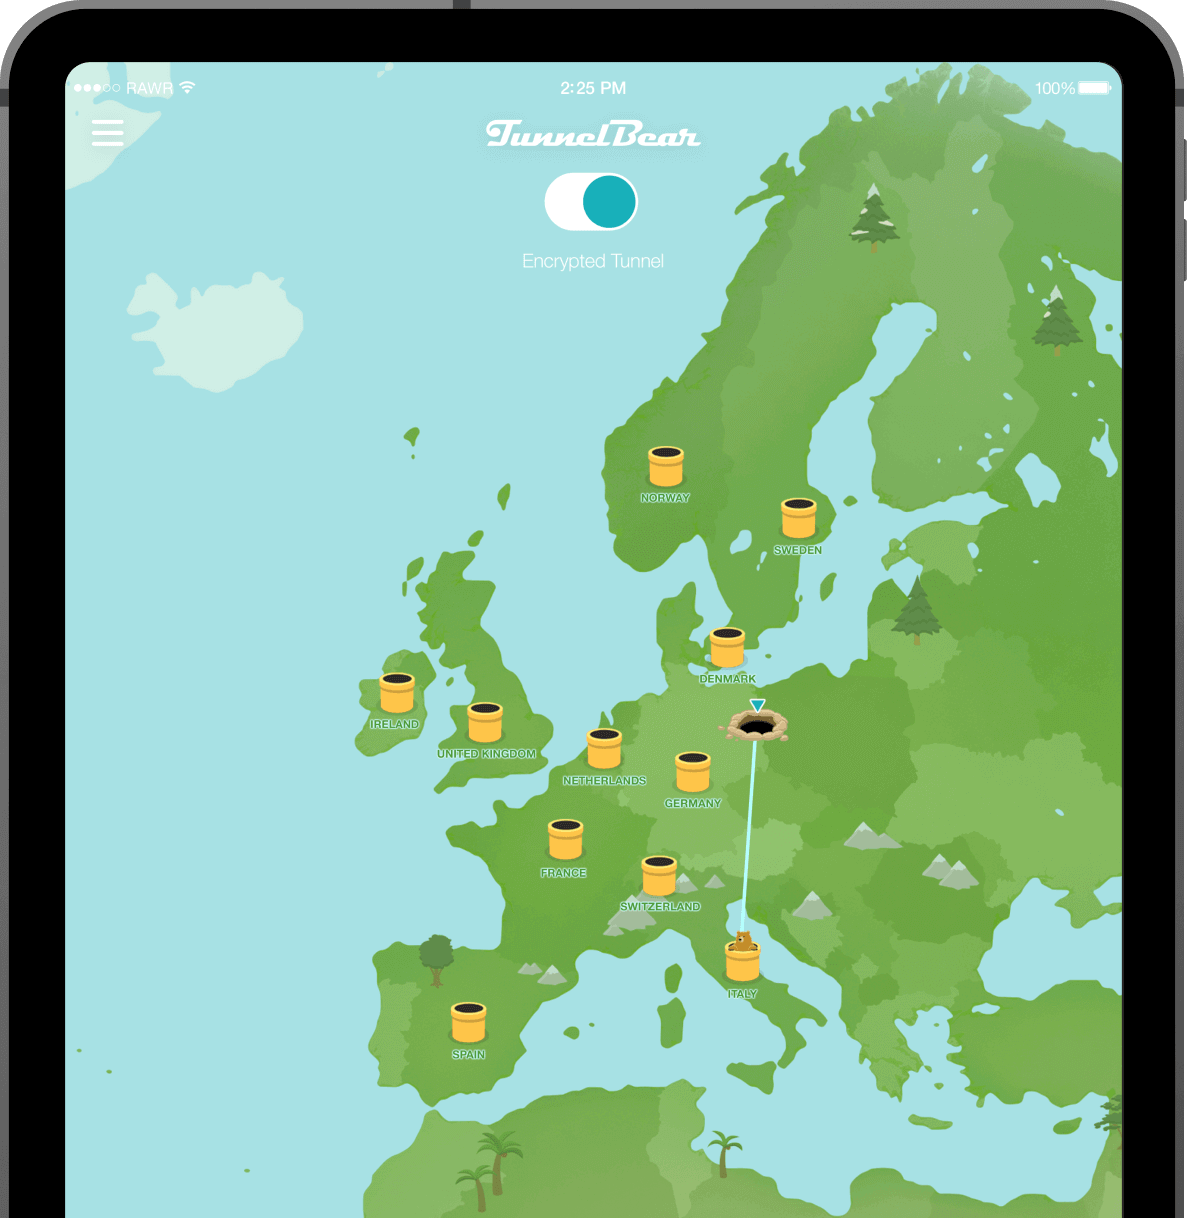 RAWR
2:25 PM
100%
TunnelBear
Encrypted Tunnel
NORWAY
SWEDEN
DENMARK
IRELAND
UNITED KINGDOM
NETHERLANDS
GERMANY
FRANCE
SWITZERLAND
ITALY
SPAIN